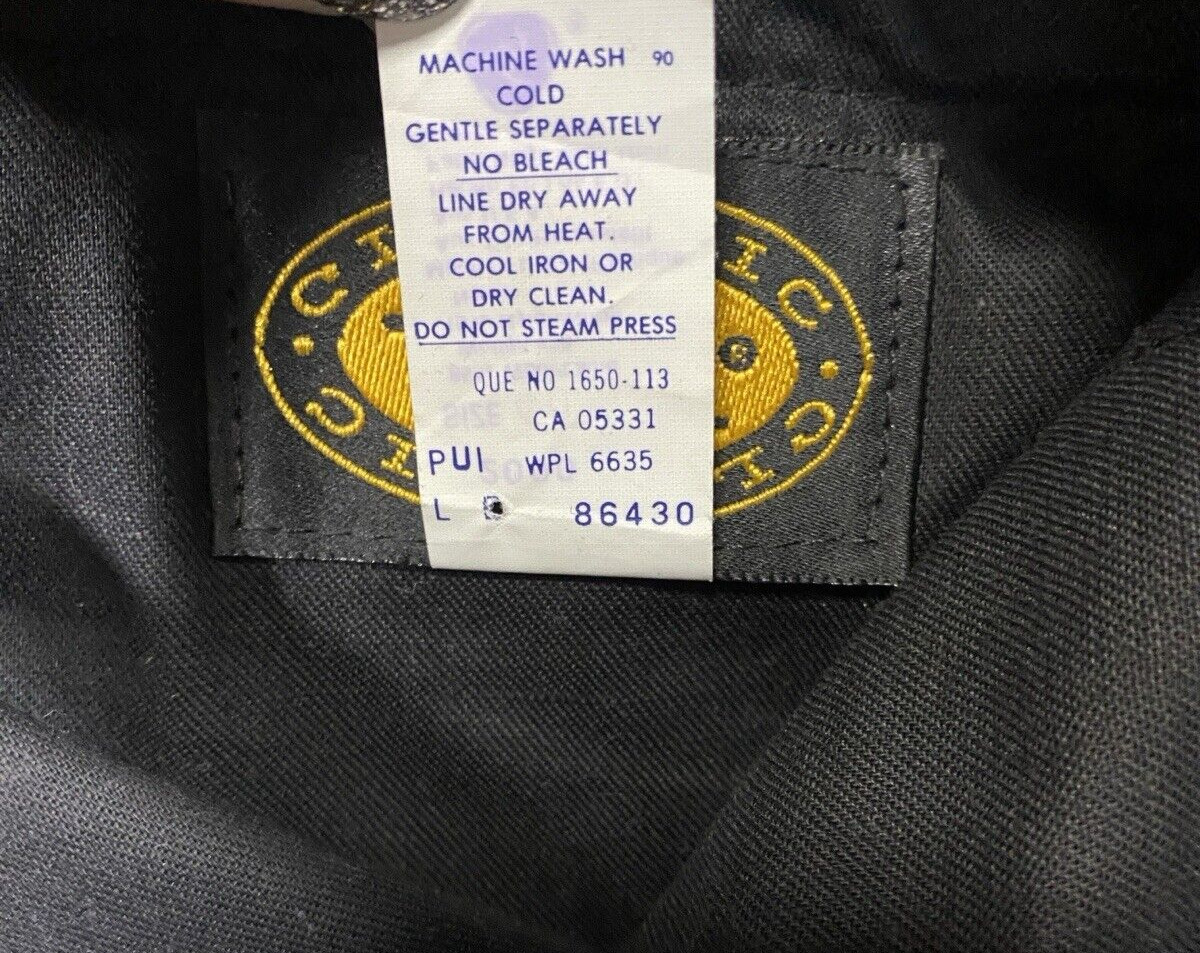 MACHINE WASH 90
COLD
GENTLE SEPARATELY
NO BLEACH
LINE DRY AWAY
FROM HEAT.
COOL IRON OR
DRY CLEAN.
DO NOT STEAM PRESS
QUE NO 1650-113
CA 05331
PUI WPL 6635
L 86430